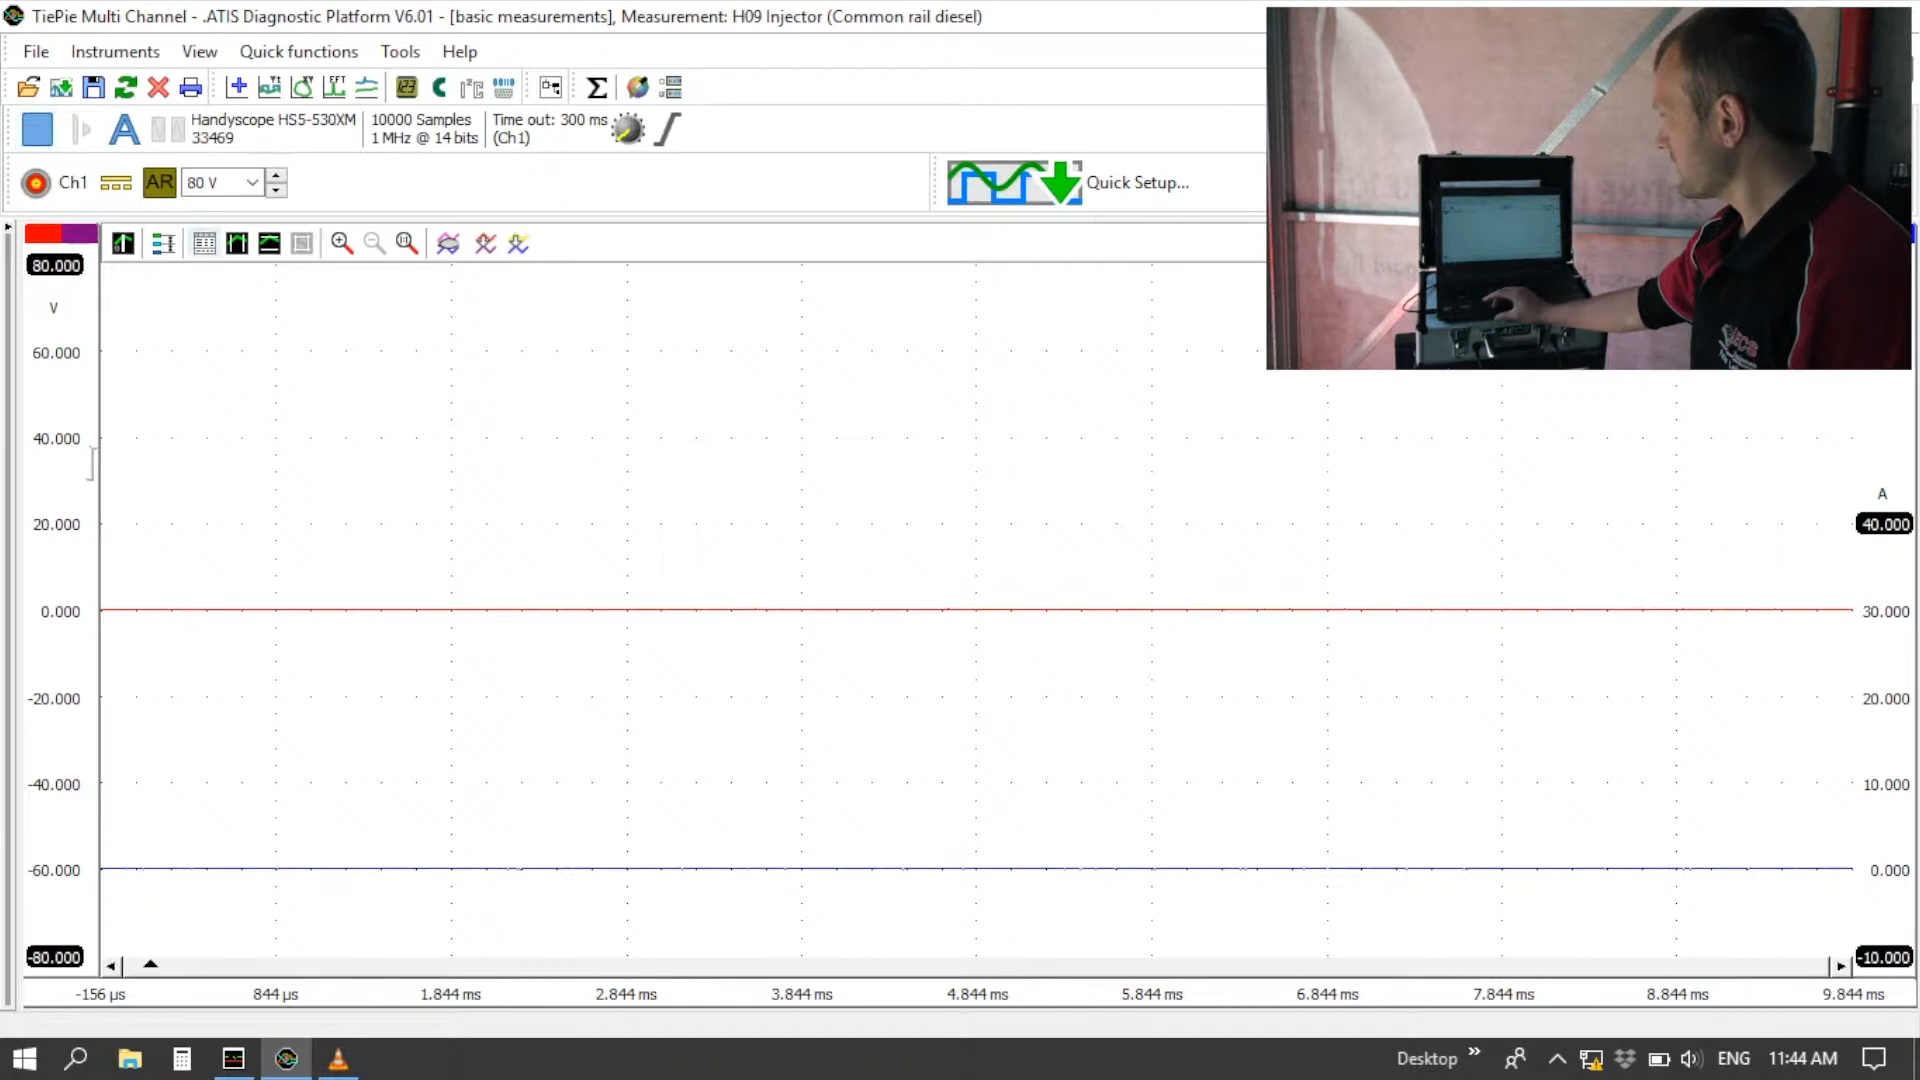 TiePie Multi Channel - .ATIS Diagnostic Platform V6.01 - [basic measurements], Measurement: H09 Injector (Common rail diesel)
File Instruments View Quick functions Tools Help
Handyscope HS5-530XM
33469
10000 Samples
1 MHz @ 14 bits
Time out: 300 ms
(Ch1)
Ch1 AR 80 V
Quick Setup...
80.000
V
60.000
40.000
20.000
0.000
-20.000
-40.000
-60.000
-80.000
A
40.000
30.000
20.000
10.000
0.000
-10.000
-156 µs 844 µs 1.844 ms 2.844 ms 3.844 ms 4.844 ms 5.844 ms 6.844 ms 7.844 ms 8.844 ms 9.844 ms
Desktop ENG 11:44 AM